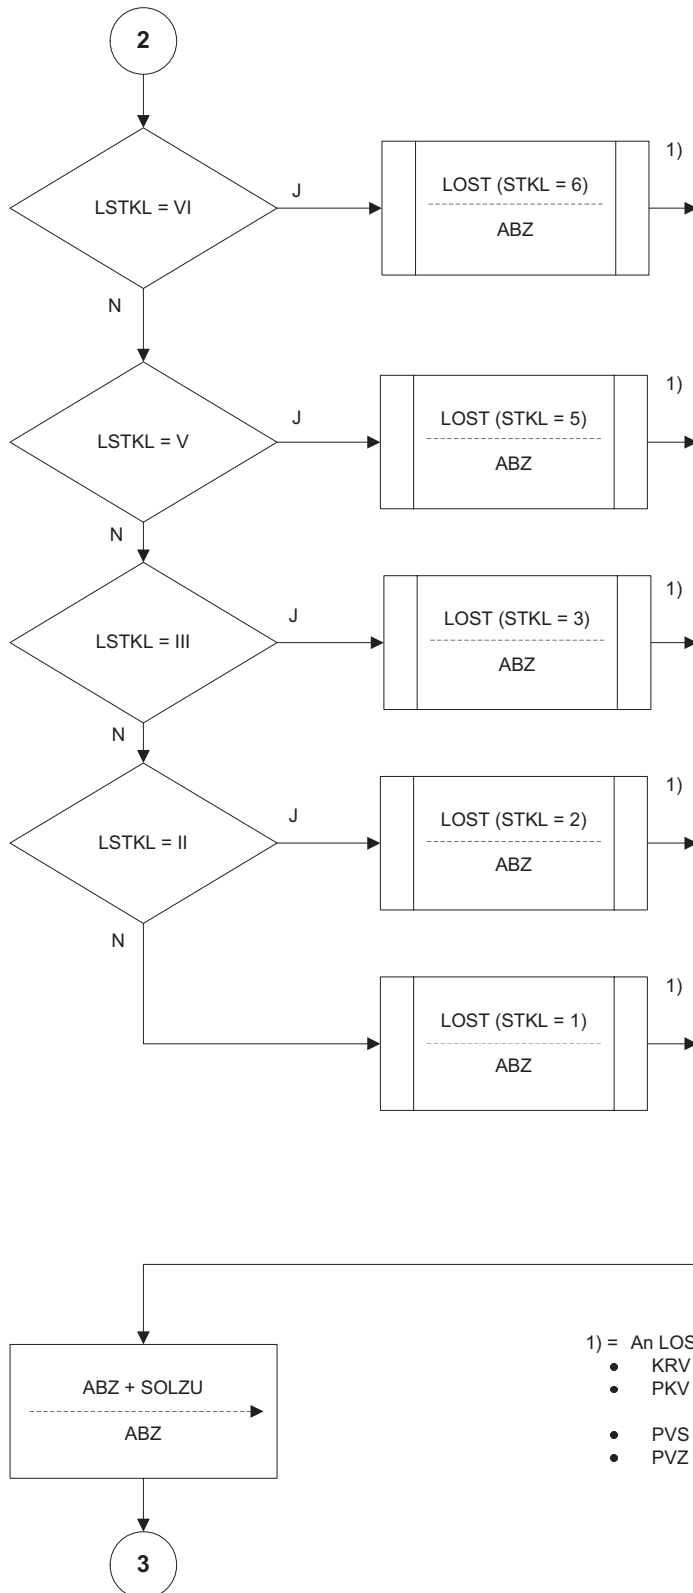 2
LSTKL = VI
J
LOST (STKL = 6)
ABZ
1)
N
LSTKL = V
J
LOST (STKL = 5)
ABZ
1)
N
LSTKL = III
J
LOST (STKL = 3)
ABZ
1)
N
LSTKL = II
J
LOST (STKL = 2)
ABZ
1)
N
LOST (STKL = 1)
ABZ
1)
ABZ + SOLZU
ABZ
1) = An LOS
• KRV
• PKV
• PVS
• PVZ
3